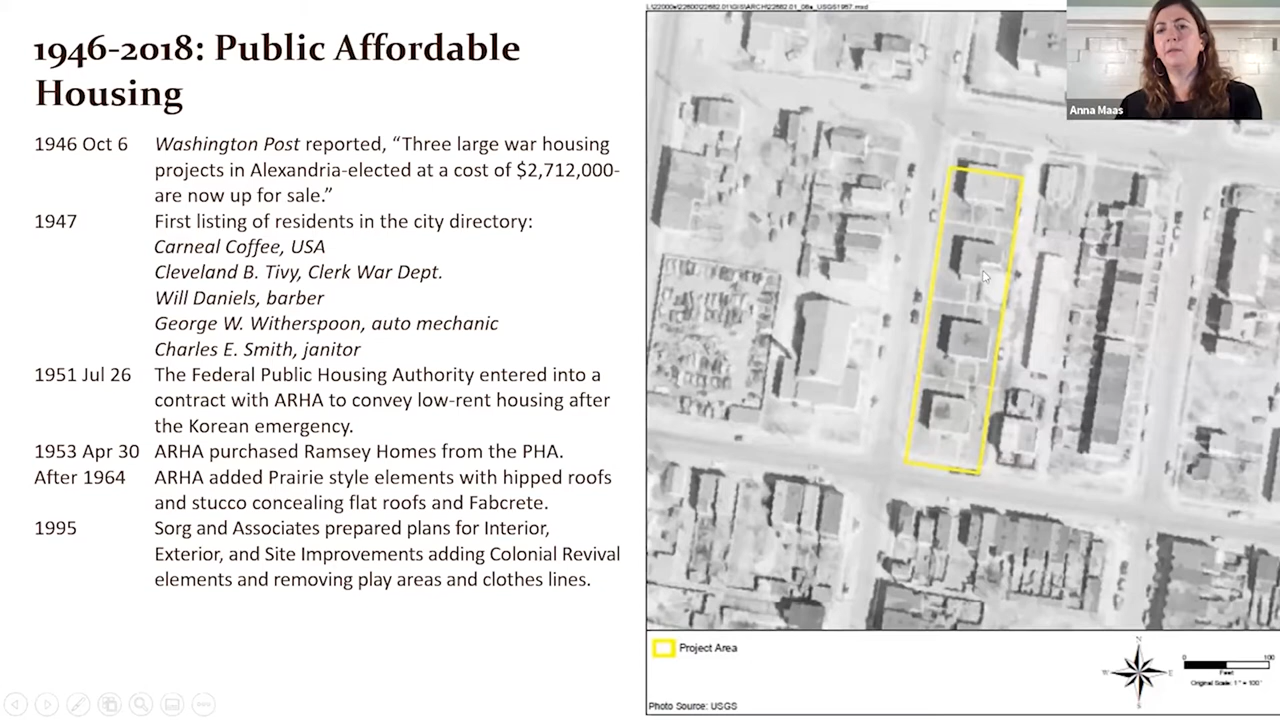 1946-2018: Public Affordable
Housing
1946 Oct 6 Washington Post reported, “Three large war housing
projects in Alexandria-elected at a cost of $2,712,000-
are now up for sale.”
1947 First listing of residents in the city directory:
Carneal Coffee, USA
Cleveland B. Tivy, Clerk War Dept.
Will Daniels, barber
George W. Witherspoon, auto mechanic
Charles E. Smith, janitor
1951 Jul 26 The Federal Public Housing Authority entered into a
contract with ARHA to convey low-rent housing after
the Korean emergency.
1953 Apr 30 ARHA purchased Ramsey Homes from the PHA.
After 1964 ARHA added Prairie style elements with hipped roofs
and stucco concealing flat roofs and Fabcrete.
1995 Sorg and Associates prepared plans for Interior,
Exterior, and Site Improvements adding Colonial Revival
elements and removing play areas and clothes lines.
Anna Maas
Project Area
N
W E
S
0 100
Feet
Original Scale: 1" = 100'
Photo Source: USGS